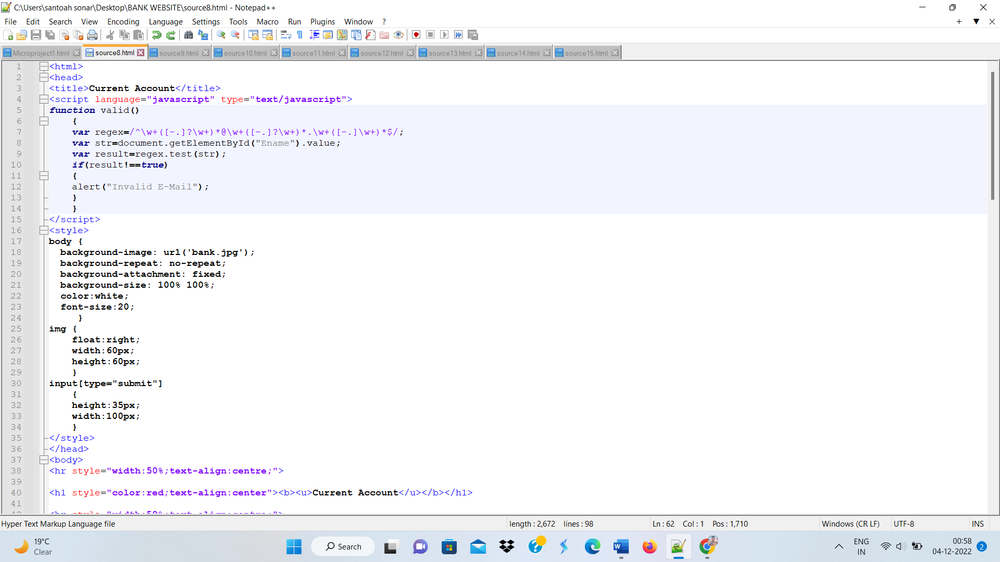 C:\Users\santoah sonar\Desktop\BANK WEBSITE\source8.html - Notepad++
File Edit Search View Encoding Language Settings Tools Macro Run Plugins Window ?
Microproject1.html source8.html source9.html source10.html source11.html source12.html source13.html source14.html source15.html
1 <html>
2 <head>
3 <title>Current Account</title>
4 <script language="javascript" type="text/javascript">
5 function valid()
6 {
7 var regex=/^\w+([-.]?\w+)*@\w+([-.]?\w+)*.\w+([-.]\w+)*$/;
8 var str=document.getElementById("Ename").value;
9 var result=regex.test(str);
10 if(result!==true)
11 {
12 alert("Invalid E-Mail");
13 }
14 }
15 </script>
16 <style>
17 body {
18 background-image: url('bank.jpg');
19 background-repeat: no-repeat;
20 background-attachment: fixed;
21 background-size: 100% 100%;
22 color:white;
23 font-size:20;
24 }
25 img {
26 float:right;
27 width:60px;
28 height:60px;
29 }
30 input[type="submit"]
31 {
32 height:35px;
33 width:100px;
34 }
35 </style>
36 </head>
37 <body>
38 <hr style="width:50%;text-align:centre;">
39
40 <h1 style="color:red;text-align:center"><b><u>Current Account</u></b></h1>
41
42 <hr style="width:50%;text-align:centre;">
Hyper Text Markup Language file length : 2,672 lines : 98 Ln : 62 Col : 1 Pos : 1,710 Windows (CR LF) UTF-8 INS
19°C
Clear
Search
ENG
IN
00:58
04-12-2022
2